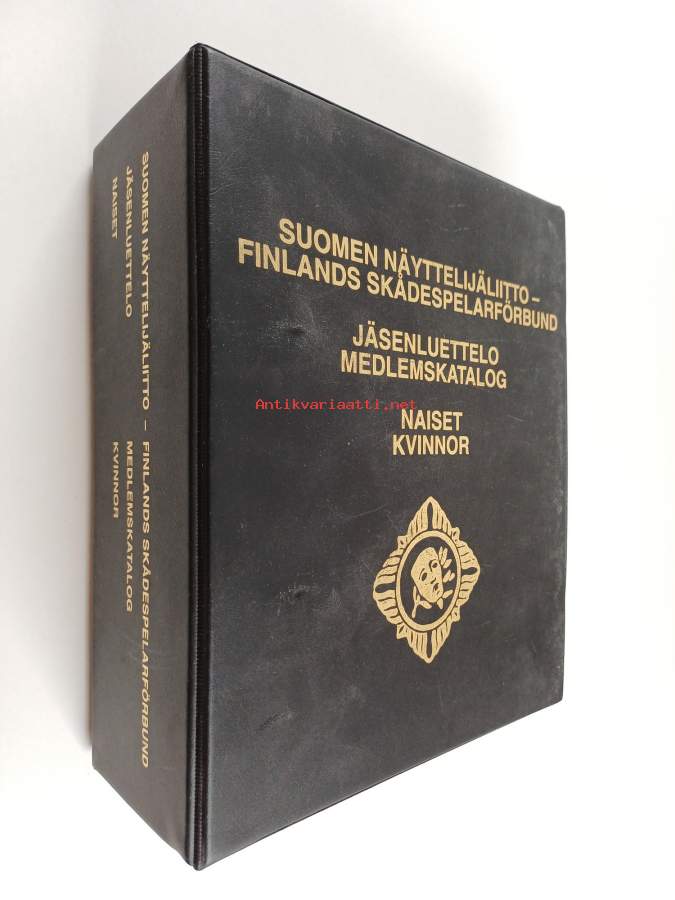 SUOMEN NÄYTTELIJÄLIITTO –
FINLANDS SKÅDESPELARFÖRBUND
JÄSENLUETTELO
MEDLEMSKATALOG
Antikvariaatti.net
NAISET
KVINNOR
SUOMEN NÄYTTELIJÄLIITTO – FINLANDS SKÅDESPELARFÖRBUND
JÄSENLUETTELO MEDLEMSKATALOG
NAISET KVINNOR